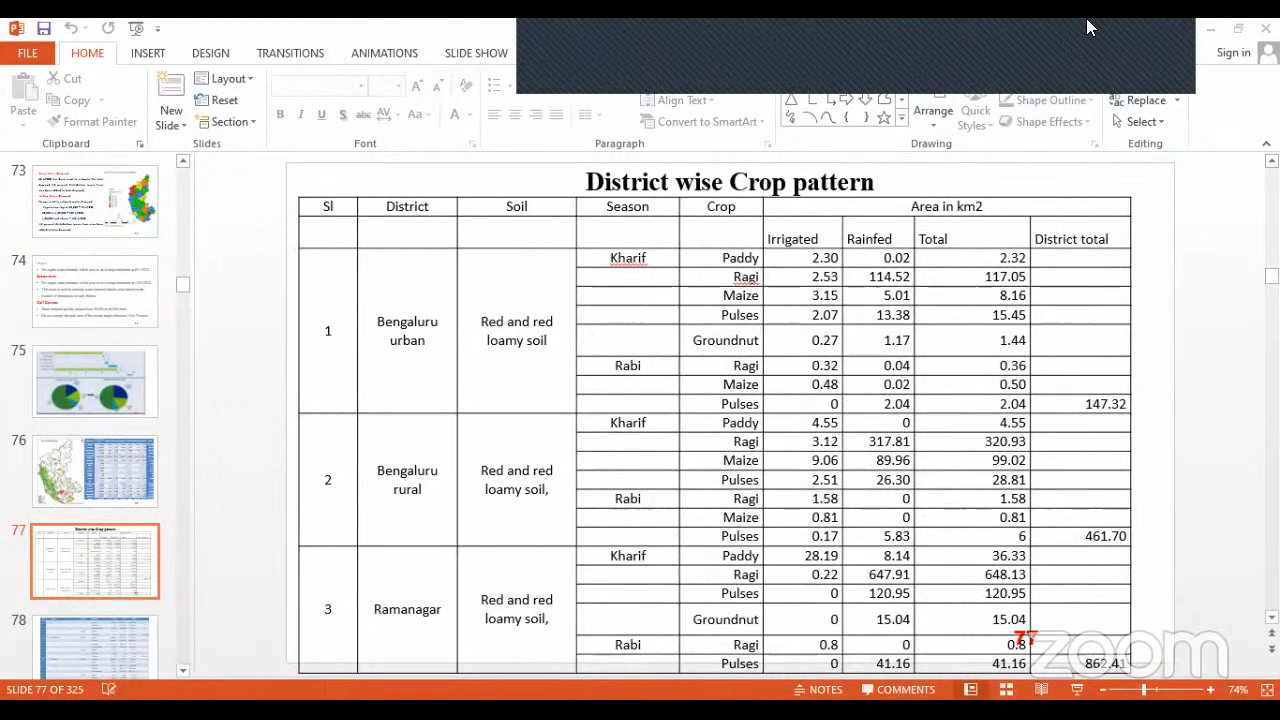 FILE HOME INSERT DESIGN TRANSITIONS ANIMATIONS SLIDE SHOW Sign in
Cut
Copy
Format Painter
Paste
New
Slide
Layout
Reset
Section
B I U S abc AV Aa A
Align Text
Convert to SmartArt
Arrange
Quick
Styles
Shape Outline
Shape Effects
Replace
Select
Clipboard Slides Font Paragraph Drawing Editing
73
74
75
76
77
78
District wise Crop pattern
Sl District Soil Season Crop Area in km2
Irrigated Rainfed Total District total
1 Bengaluru urban Red and red loamy soil Kharif Paddy 2.30 0.02 2.32
2.53 114.52 117.05
Maize 3.15 5.01 8.16
Pulses 2.07 13.38 15.45
Groundnut 0.27 1.17 1.44
Rabi Ragi 0.32 0.04 0.36
Maize 0.48 0.02 0.50
Pulses 0 2.04 2.04 147.32
2 Bengaluru rural Red and red loamy soil, Kharif Paddy 4.55 0 4.55
Ragi 3.12 317.81 320.93
Maize 9.06 89.96 99.02
Pulses 2.51 26.30 28.81
Rabi Ragi 1.58 0 1.58
Maize 0.81 0 0.81
Pulses 0.17 5.83 6 461.70
3 Ramanagar Red and red loamy soil, Kharif Paddy 23.19 8.14 36.33
Ragi 0.22 647.91 648.13
Pulses 0 120.95 120.95
Groundnut 0 15.04 15.04
Rabi Ragi 0.8 0 0.8
Pulses 0 41.16 41.16 862.41
77
zoom
SLIDE 77 OF 325 NOTES COMMENTS 74%